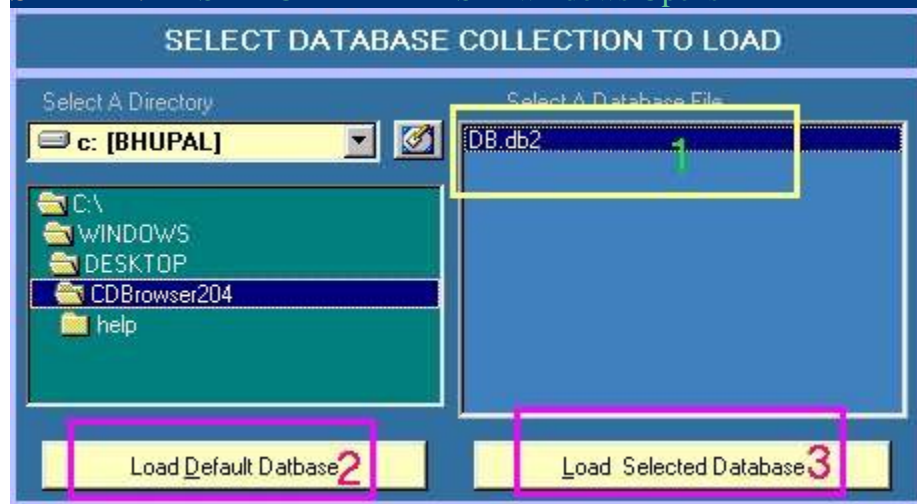 SELECT DATABASE COLLECTION TO LOAD
Select A Directory
Select A Database File
c: [BHUPAL]
DB.db2
1
C:\
WINDOWS
DESKTOP
CDBrowser204
help
Load Default Datbase 2
Load Selected Database 3